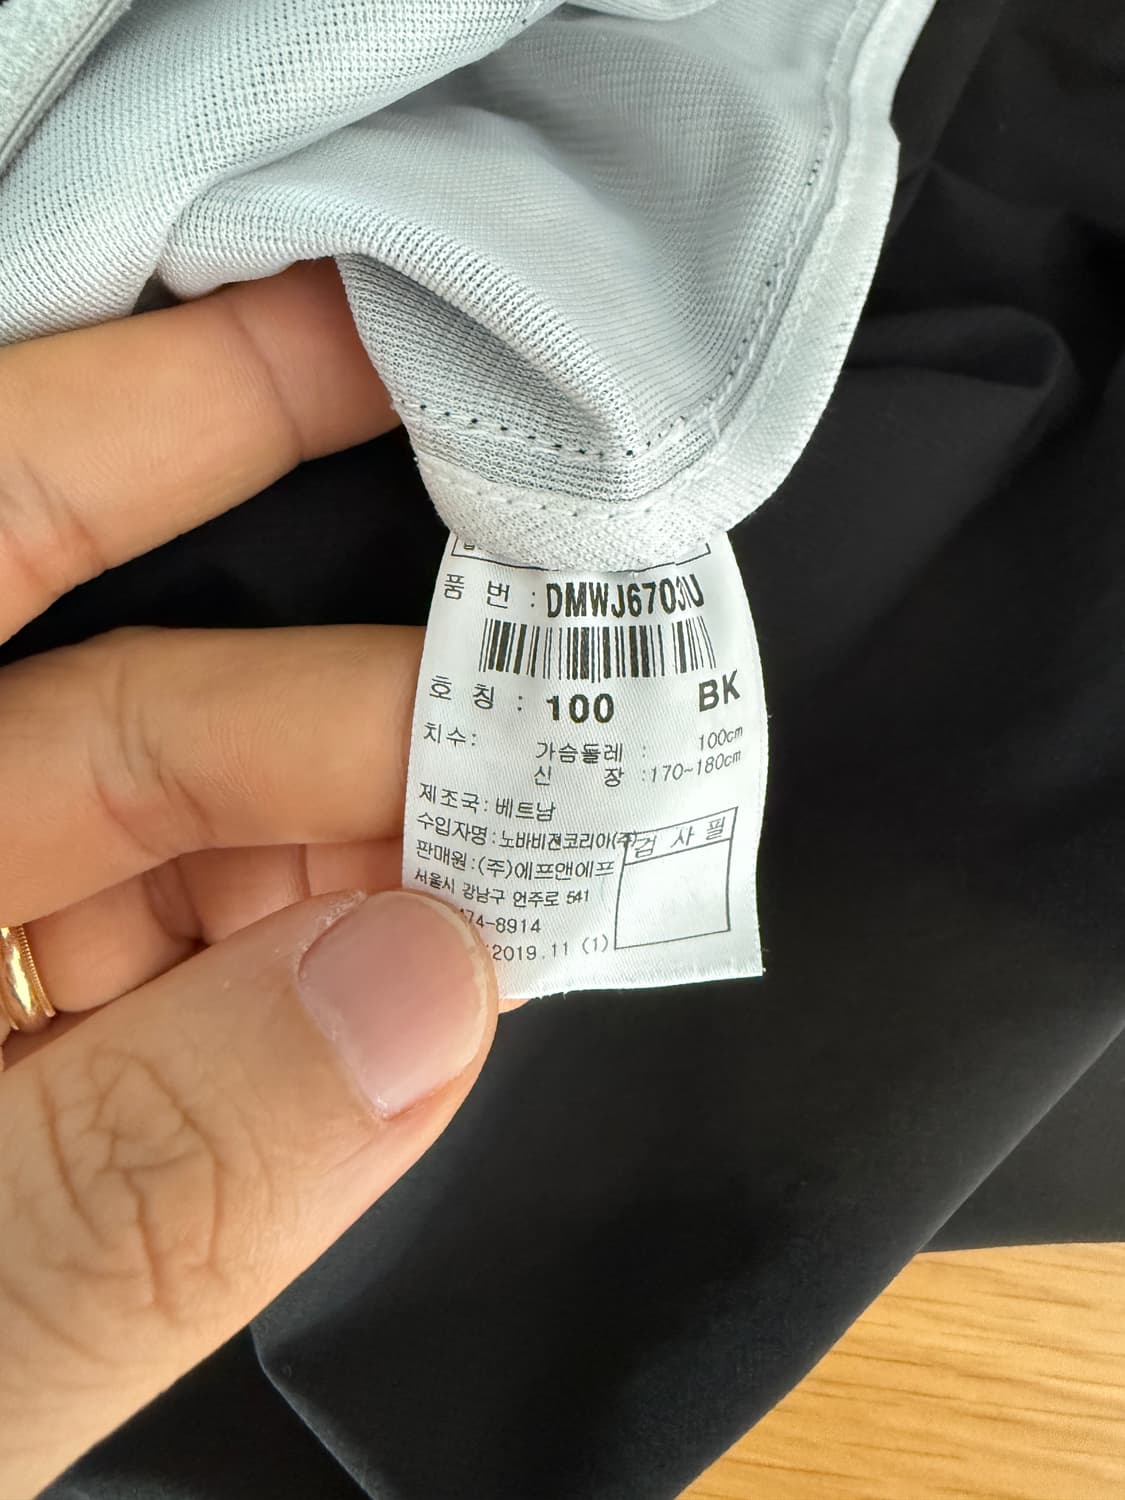 품 번 : DMWJ6703U
호 칭 : 100 BK
치수: 가슴둘레 : 100cm
신 장 : 170~180cm
제조국 : 베트남
수입자명 : 노바비젼코리아(주)
검 사 필
판매원 : (주)에프앤에프
서울시 강남구 언주로 541
474-8914
2019.11 (1)